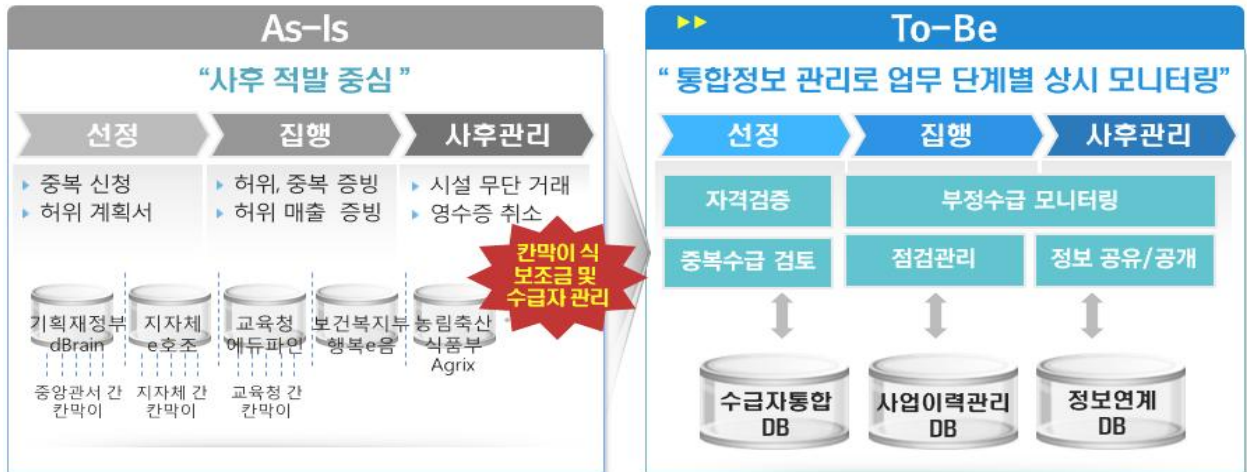 As-Is
“사후 적발 중심”
선정
집행
사후관리
▸ 중복 신청
▸ 허위 계획서
▸ 허위, 중복 증빙
▸ 허위 매출 증빙
▸ 시설 무단 거래
▸ 영수증 취소
칸막이 식
보조금 및
수급자 관리
기획재정부
dBrain
지자체
e호조
교육청
에듀파인
보건복지부
행복e음
농림축산
식품부
Agrix
중앙관서 간
칸막이
지자체 간
칸막이
교육청 간
칸막이
To-Be
“ 통합정보 관리로 업무 단계별 상시 모니터링”
선정
집행
사후관리
자격검증
부정수급 모니터링
중복수급 검토
점검관리
정보 공유/공개
수급자통합
DB
사업이력관리
DB
정보연계
DB